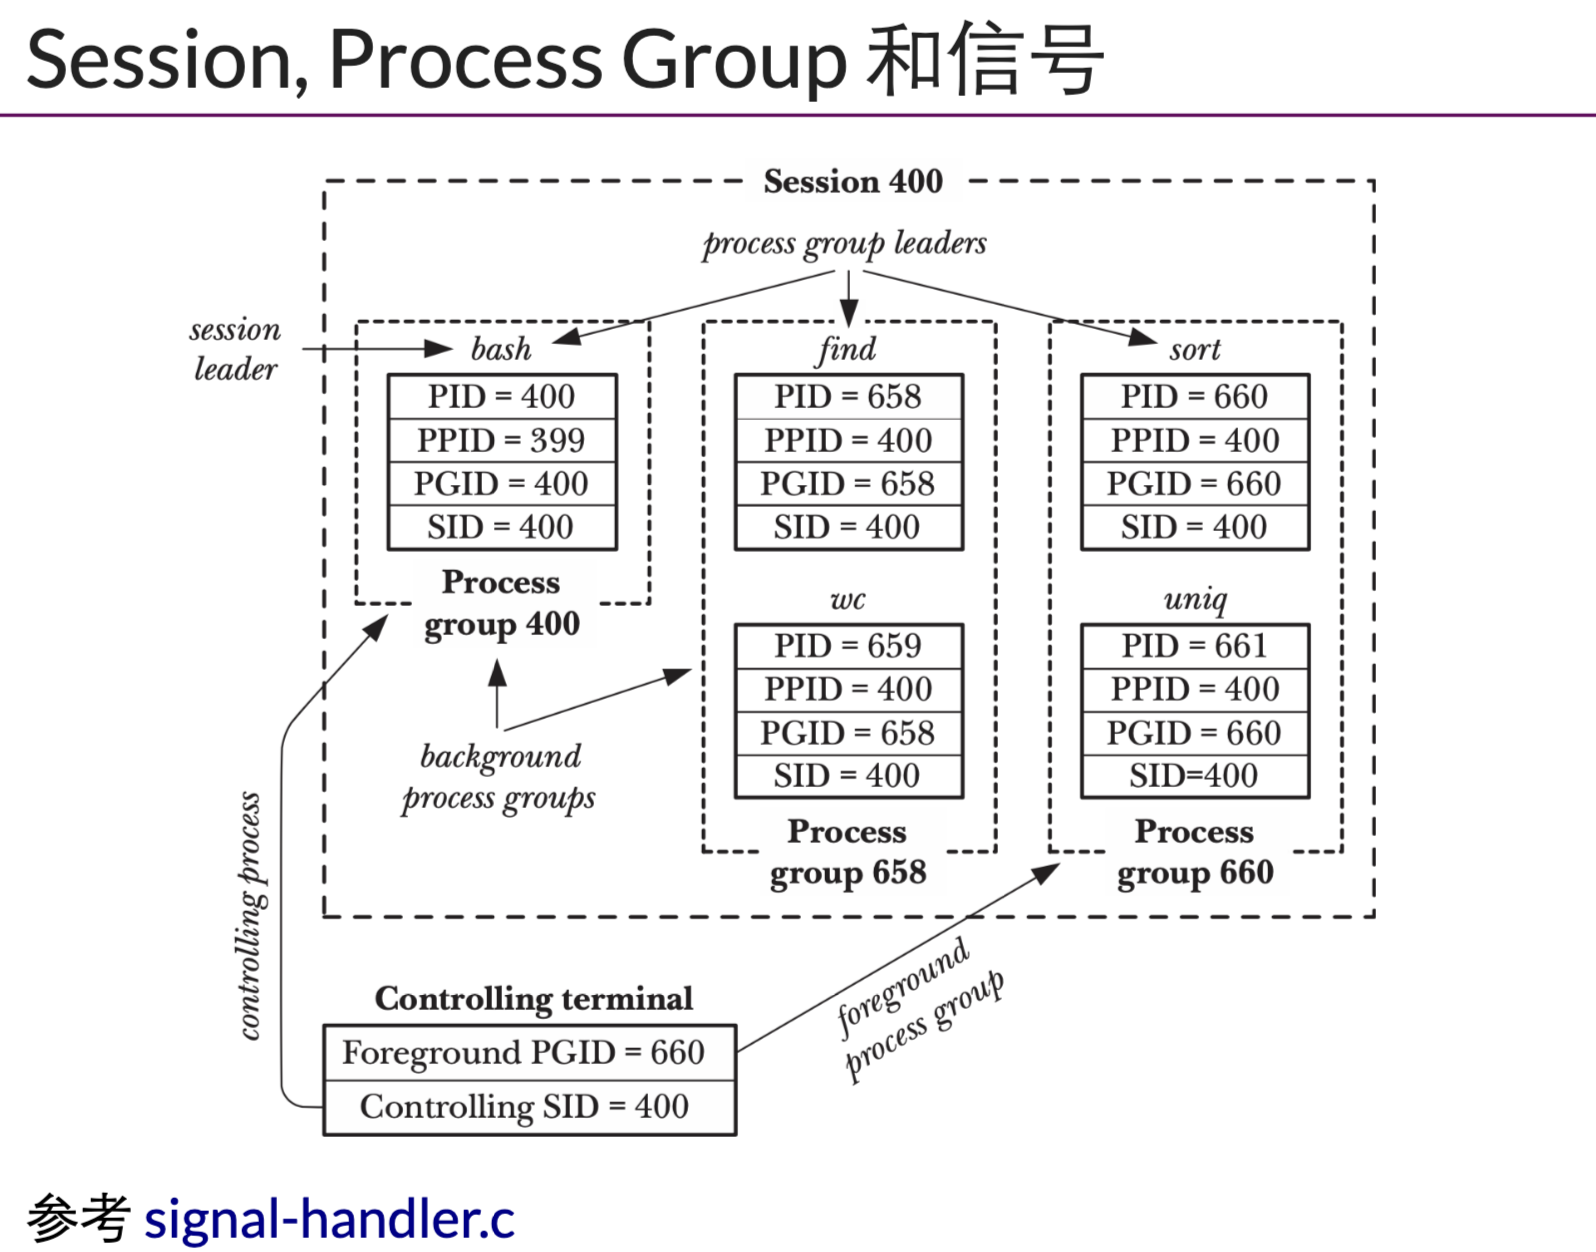 Session, Process Group 和信号
Session 400
process group leaders
session
leader
bash
PID = 400
PPID = 399
PGID = 400
SID = 400
Process
group 400
find
PID = 658
PPID = 400
PGID = 658
SID = 400
wc
PID = 659
PPID = 400
PGID = 658
SID = 400
Process
group 658
sort
PID = 660
PPID = 400
PGID = 660
SID = 400
uniq
PID = 661
PPID = 400
PGID = 660
SID=400
Process
group 660
background
process groups
controlling process
foreground
process group
Controlling terminal
Foreground PGID = 660
Controlling SID = 400
参考 signal-handler.c